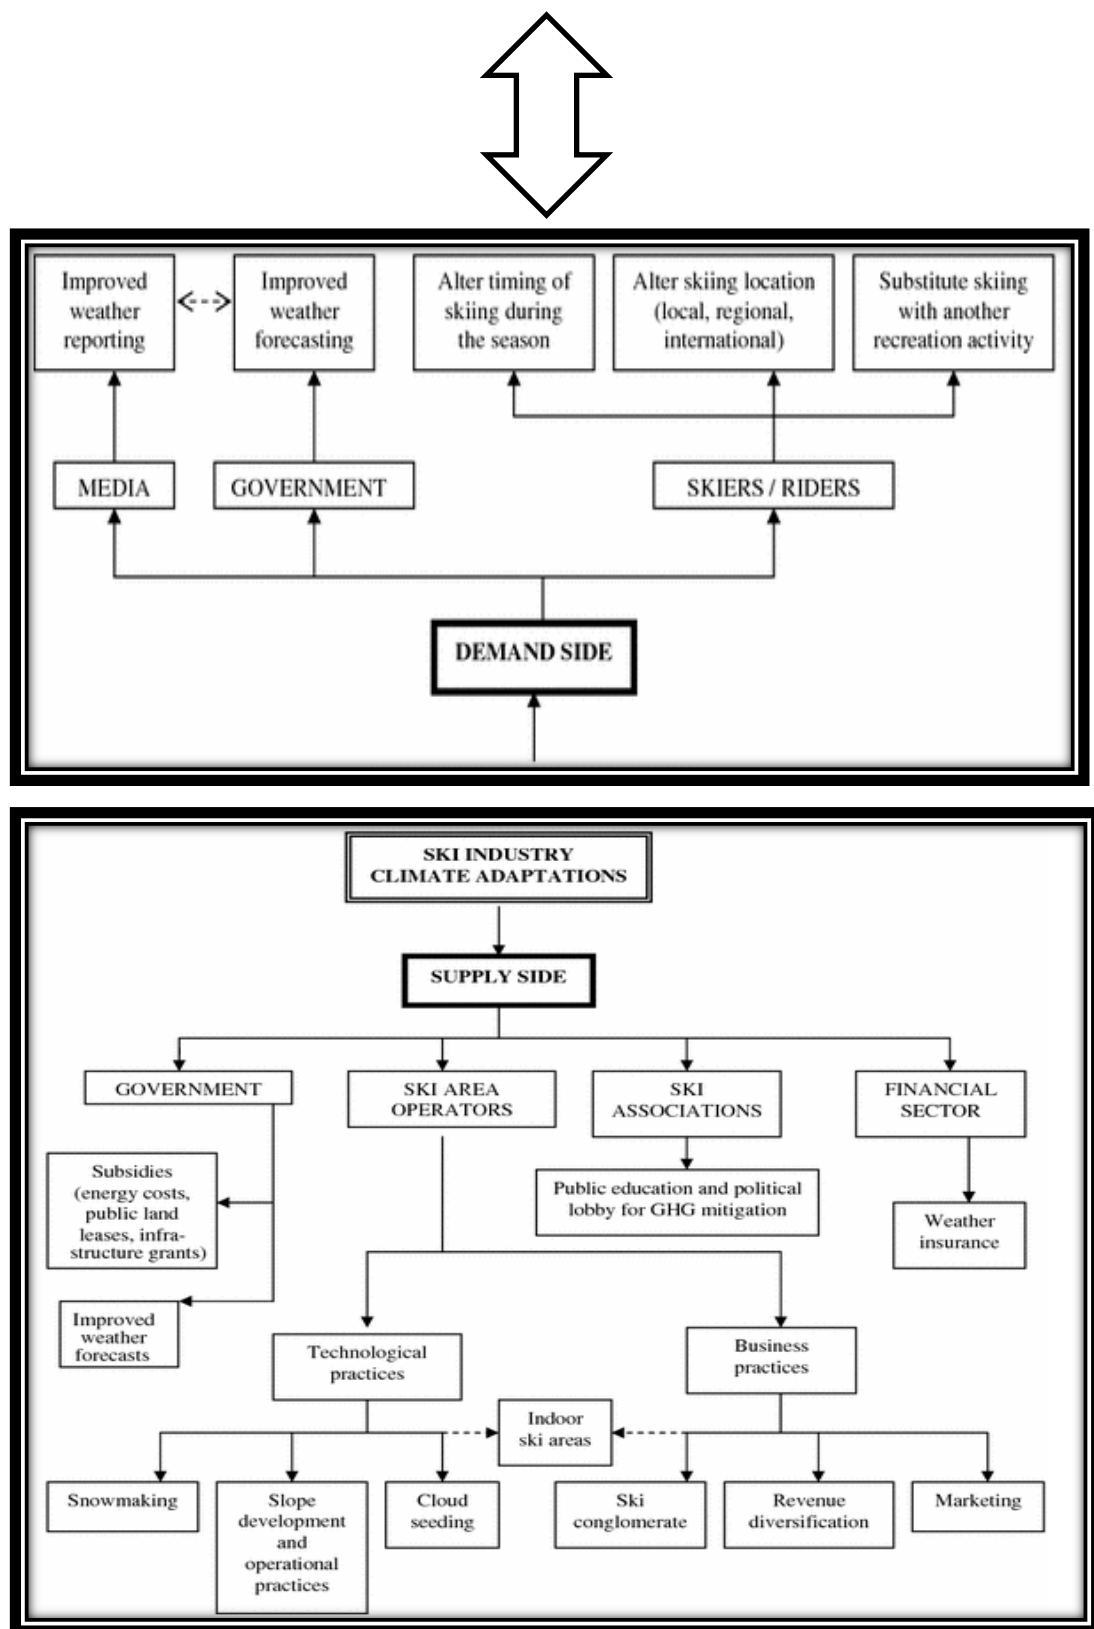 Improved
weather
reporting
Improved
weather
forecasting
Alter timing of
skiing during
the season
Alter skiing location
(local, regional,
international)
Substitute skiing
with another
recreation activity
MEDIA
GOVERNMENT
SKIERS / RIDERS
DEMAND SIDE
SKI INDUSTRY
CLIMATE ADAPTATIONS
SUPPLY SIDE
GOVERNMENT
SKI AREA
OPERATORS
SKI
ASSOCIATIONS
FINANCIAL
SECTOR
Subsidies
(energy costs,
public land
leases, infra-
structure grants)
Public education and political
lobby for GHG mitigation
Weather
insurance
Improved
weather
forecasts
Technological
practices
Business
practices
Indoor
ski areas
Snowmaking
Slope
development
and
operational
practices
Cloud
seeding
Ski
conglomerate
Revenue
diversification
Marketing